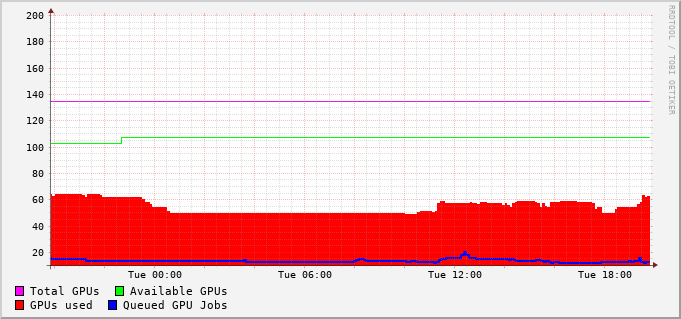 200
180
160
140
120
100
80
60
40
20
Tue 00:00 Tue 06:00 Tue 12:00 Tue 18:00
Total GPUs Available GPUs
GPUs used Queued GPU Jobs
RRDTOOL / TOBI OETIKER